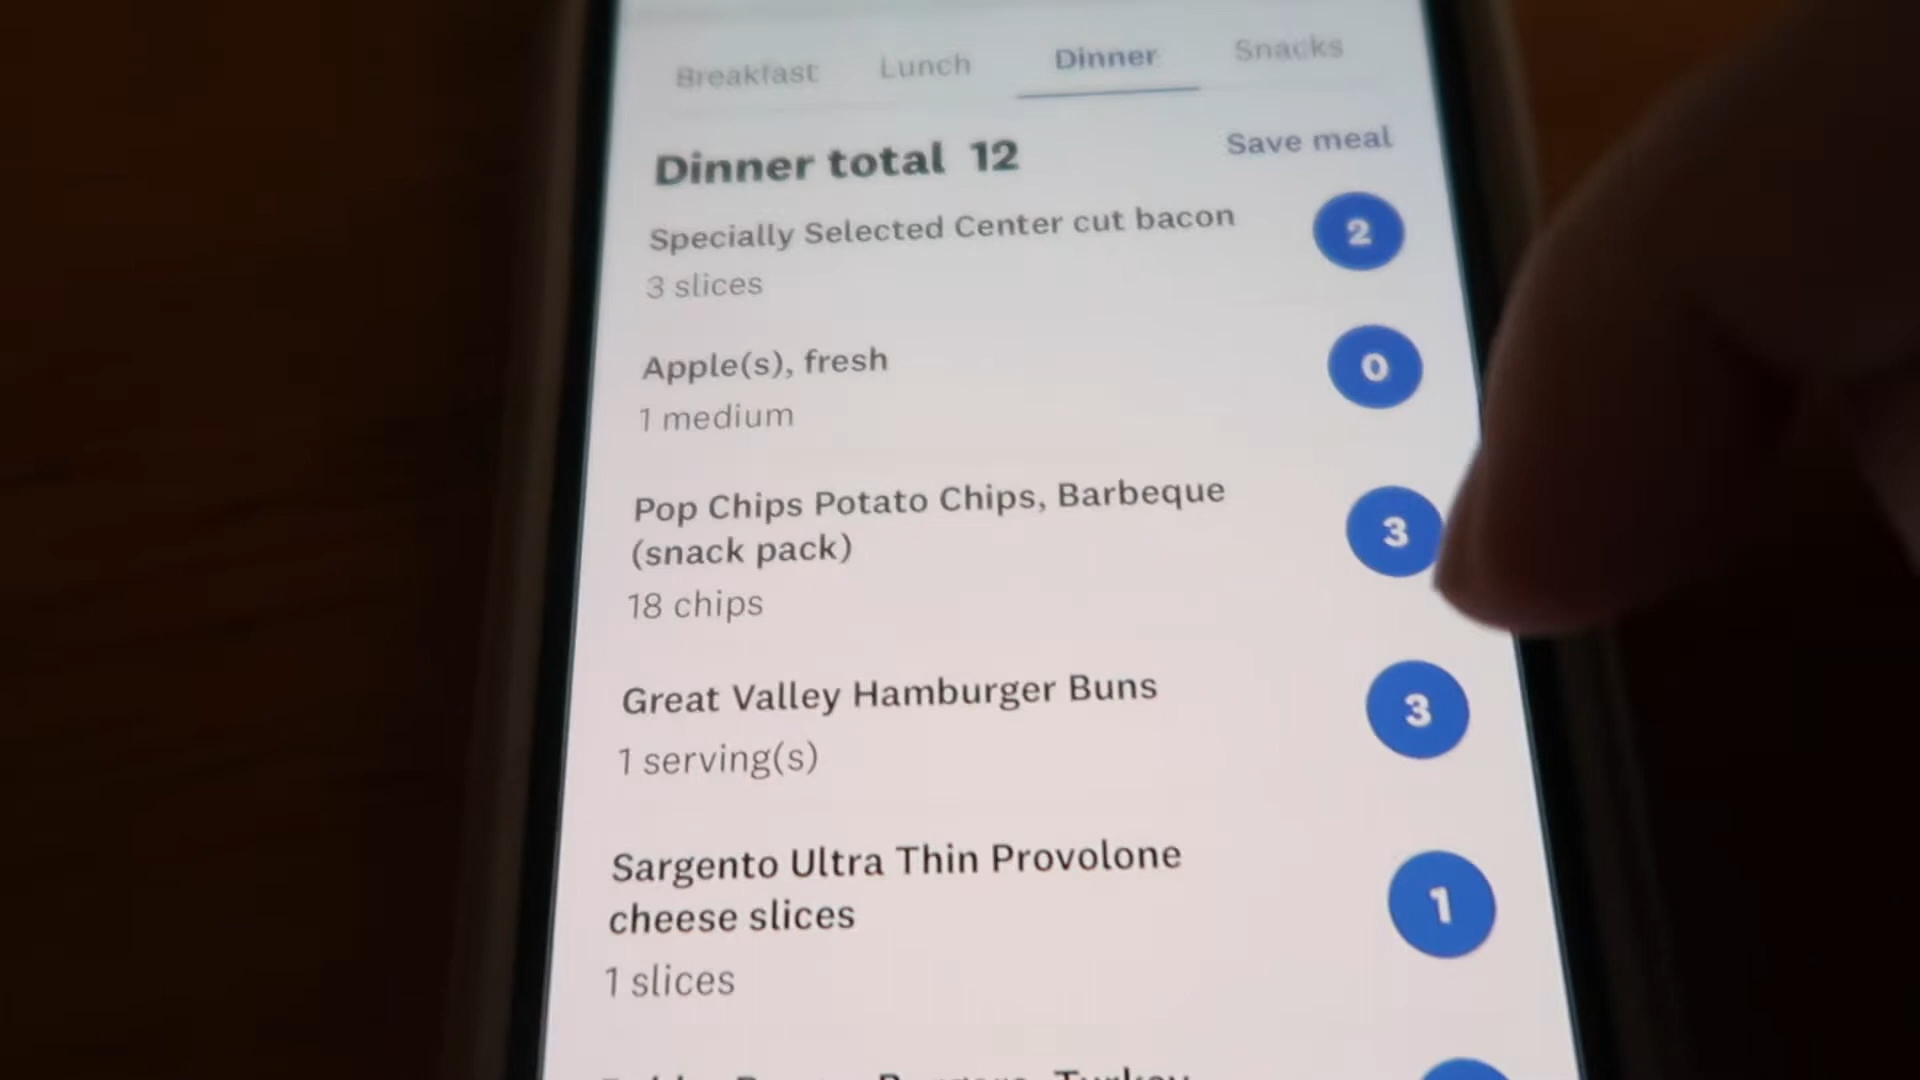 Breakfast Lunch Dinner Snacks
Dinner total 12 Save meal
Specially Selected Center cut bacon 2
3 slices
Apple(s), fresh 0
1 medium
Pop Chips Potato Chips, Barbeque
(snack pack) 3
18 chips
Great Valley Hamburger Buns 3
1 serving(s)
Sargento Ultra Thin Provolone
cheese slices 1
1 slices
Turkey